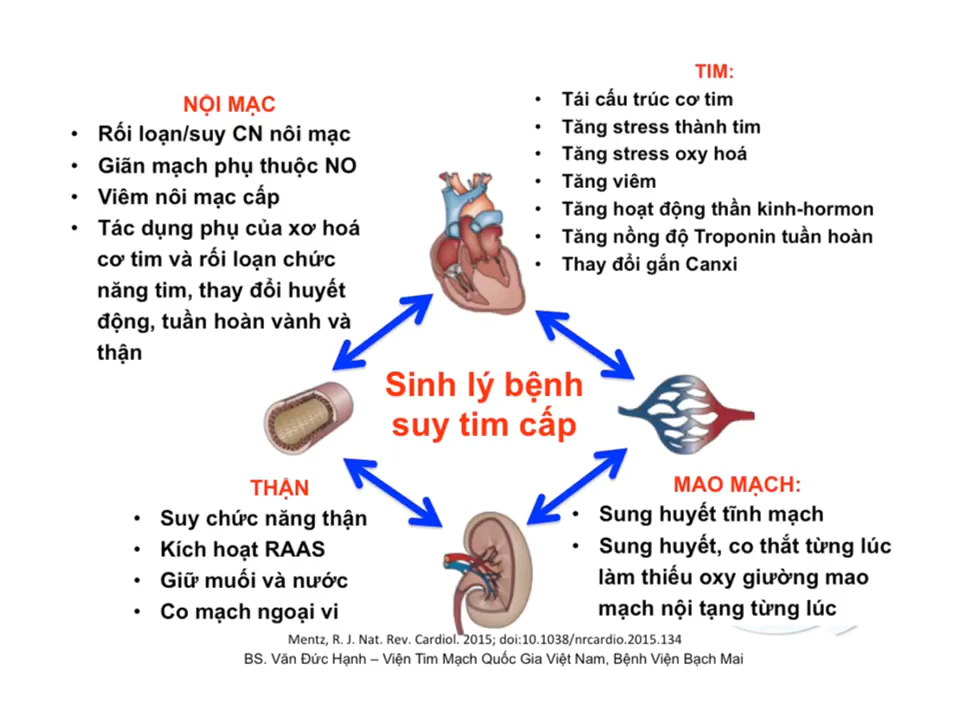 NỘI MẠC
• Rối loạn/suy CN nôi mạc
• Giãn mạch phụ thuộc NO
• Viêm nôi mạc cấp
• Tác dụng phụ của xơ hoá
cơ tim và rối loạn chức
năng tim, thay đổi huyết
động, tuần hoàn vành và
thận
TIM:
• Tái cấu trúc cơ tim
• Tăng stress thành tim
• Tăng stress oxy hoá
• Tăng viêm
• Tăng hoạt động thần kinh-hormon
• Tăng nồng độ Troponin tuần hoàn
• Thay đổi gắn Canxi
Sinh lý bệnh
suy tim cấp
THẬN
• Suy chức năng thận
• Kích hoạt RAAS
• Giữ muối và nước
• Co mạch ngoại vi
MAO MẠCH:
• Sung huyết tĩnh mạch
• Sung huyết, co thắt từng lúc
làm thiếu oxy giường mao
mạch nội tạng từng lúc
Mentz, R. J. Nat. Rev. Cardiol. 2015; doi:10.1038/nrcardio.2015.134
BS. Văn Đức Hạnh – Viện Tim Mạch Quốc Gia Việt Nam, Bệnh Viện Bạch Mai